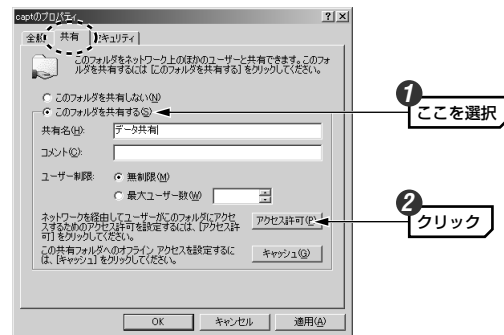 captのプロパティ
全般 共有 セキュリティ
このフォルダをネットワーク上のほかのユーザーと共有できます。このフォ
ルダを共有するには [このフォルダを共有する] をクリックしてください。
このフォルダを共有しない(N)
このフォルダを共有する(S)
共有名(H): データ共有
コメント(C):
ユーザー制限: 無制限(M)
最大ユーザー数(W)
ネットワークを経由してユーザーがこのフォルダにアクセ
スするためのアクセス許可を設定するには、[アクセス許
可] をクリックしてください。
アクセス許可(P)
この共有フォルダへのオフライン アクセスを設定するに
は、[キャッシュ] をクリックしてください。
キャッシュ(G)
OK キャンセル 適用(A)
1
ここを選択
2
クリック